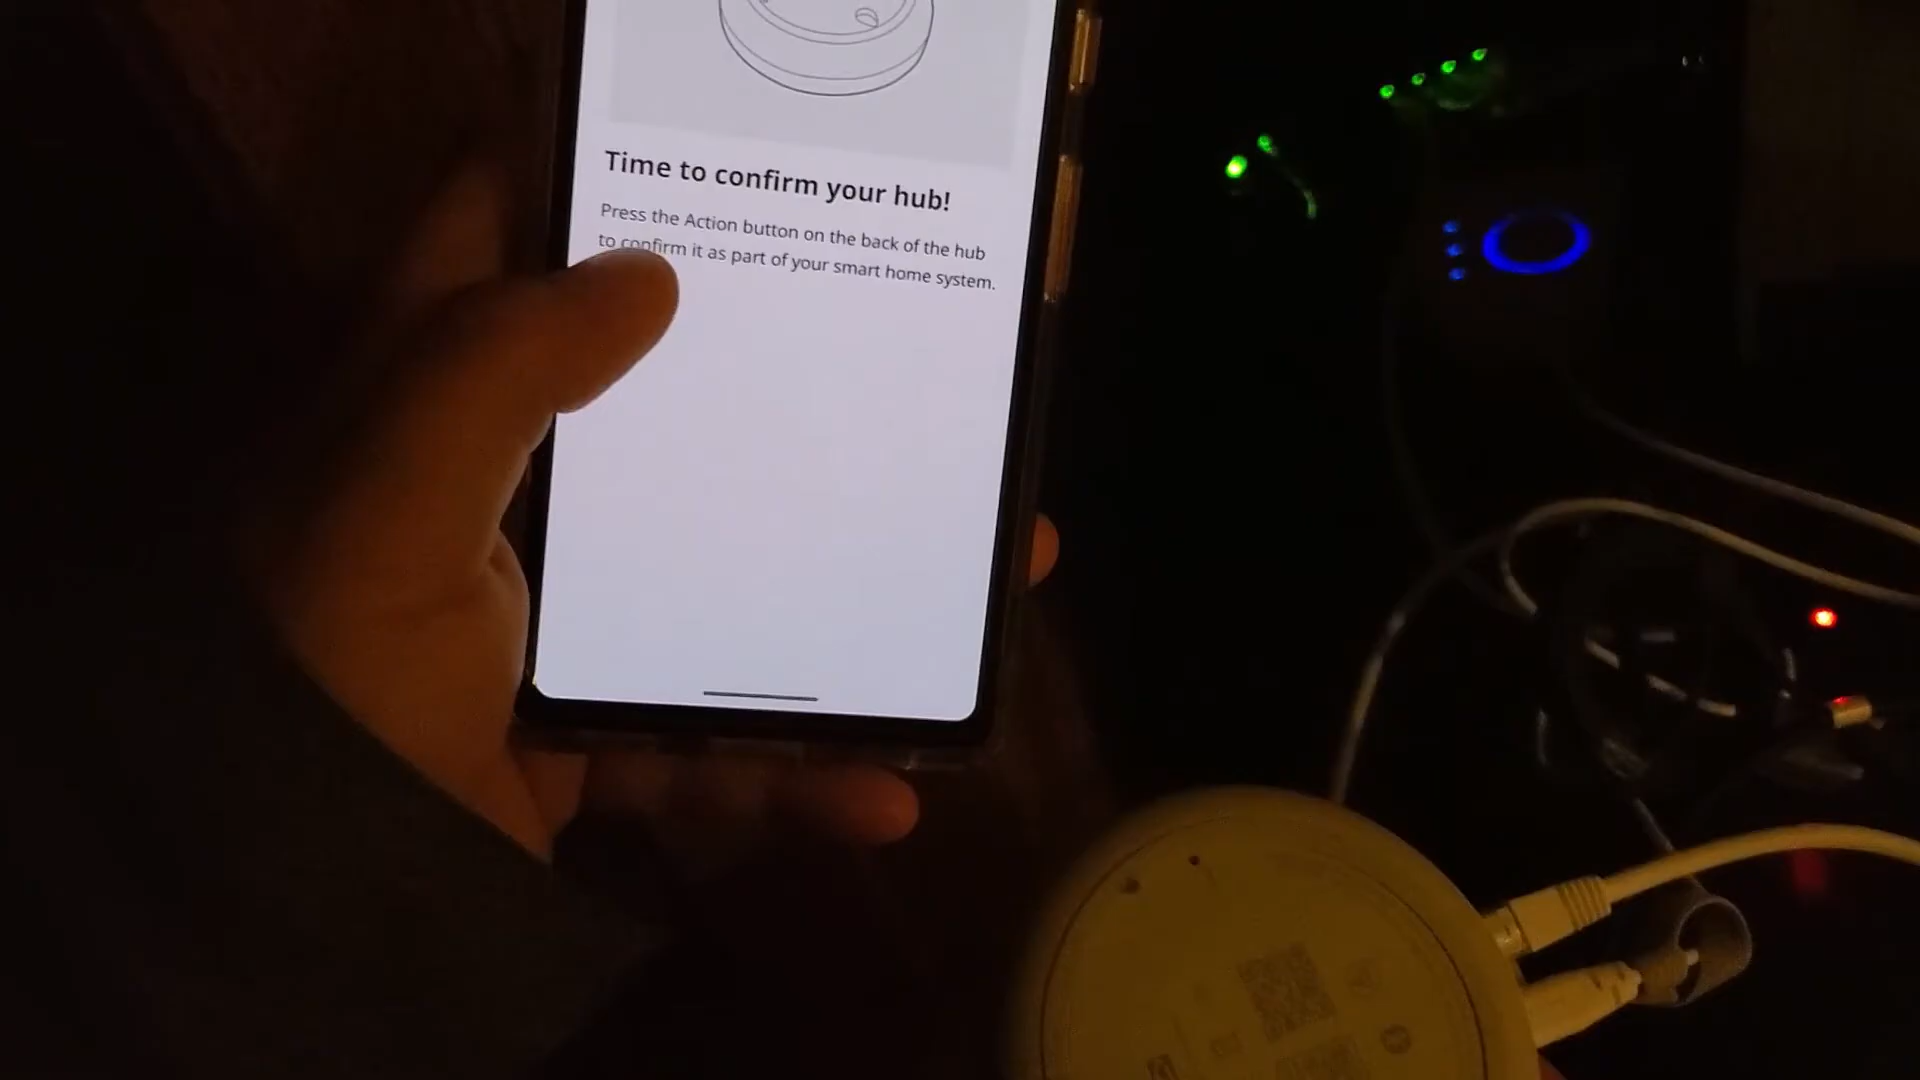 Time to confirm your hub!
Press the Action button on the back of the hub
to confirm it as part of your smart home system.